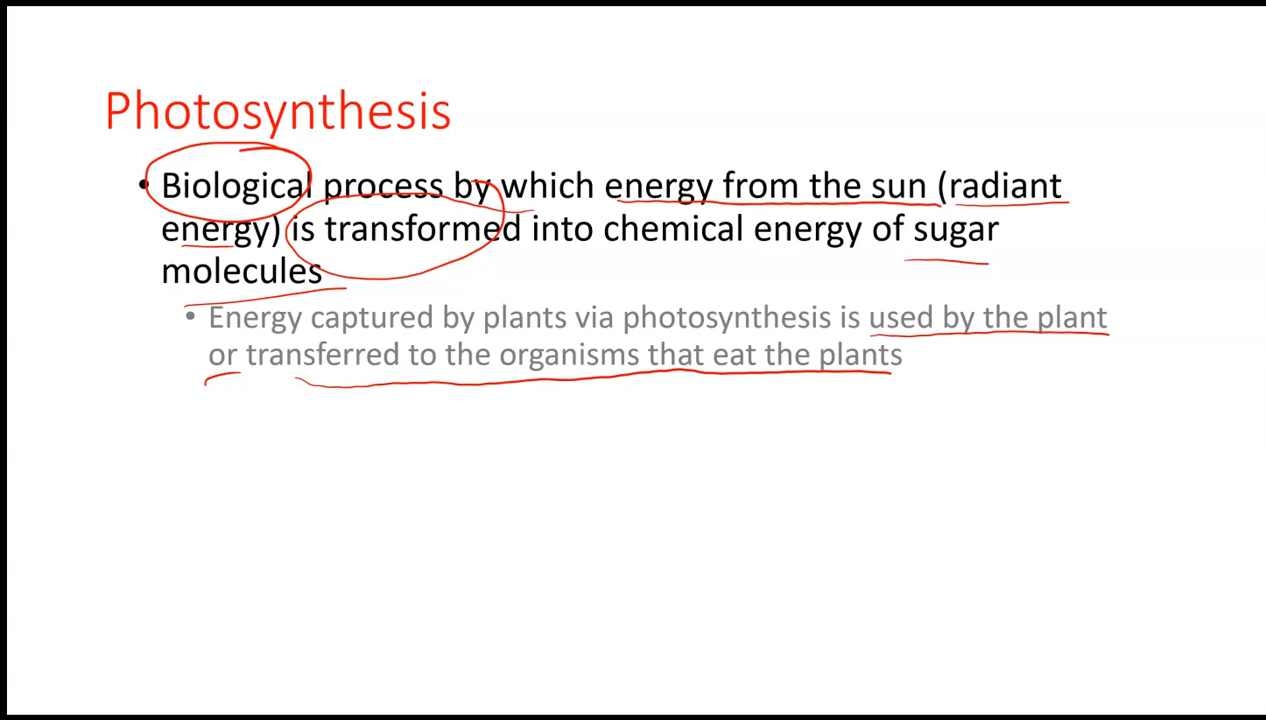 Photosynthesis
• Biological process by which energy from the sun (radiant
energy) is transformed into chemical energy of sugar
molecules
• Energy captured by plants via photosynthesis is used by the plant
or transferred to the organisms that eat the plants